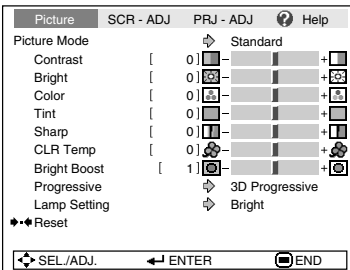 Picture SCR - ADJ PRJ - ADJ ? Help
Picture Mode Standard
Contrast [ 0 ] - +
Bright [ 0 ] - +
Color [ 0 ] - +
Tint [ 0 ] - +
Sharp [ 0 ] - +
CLR Temp [ 0 ] - +
Bright Boost [ 1 ] - +
Progressive 3D Progressive
Lamp Setting Bright
Reset
SEL./ADJ. ENTER END